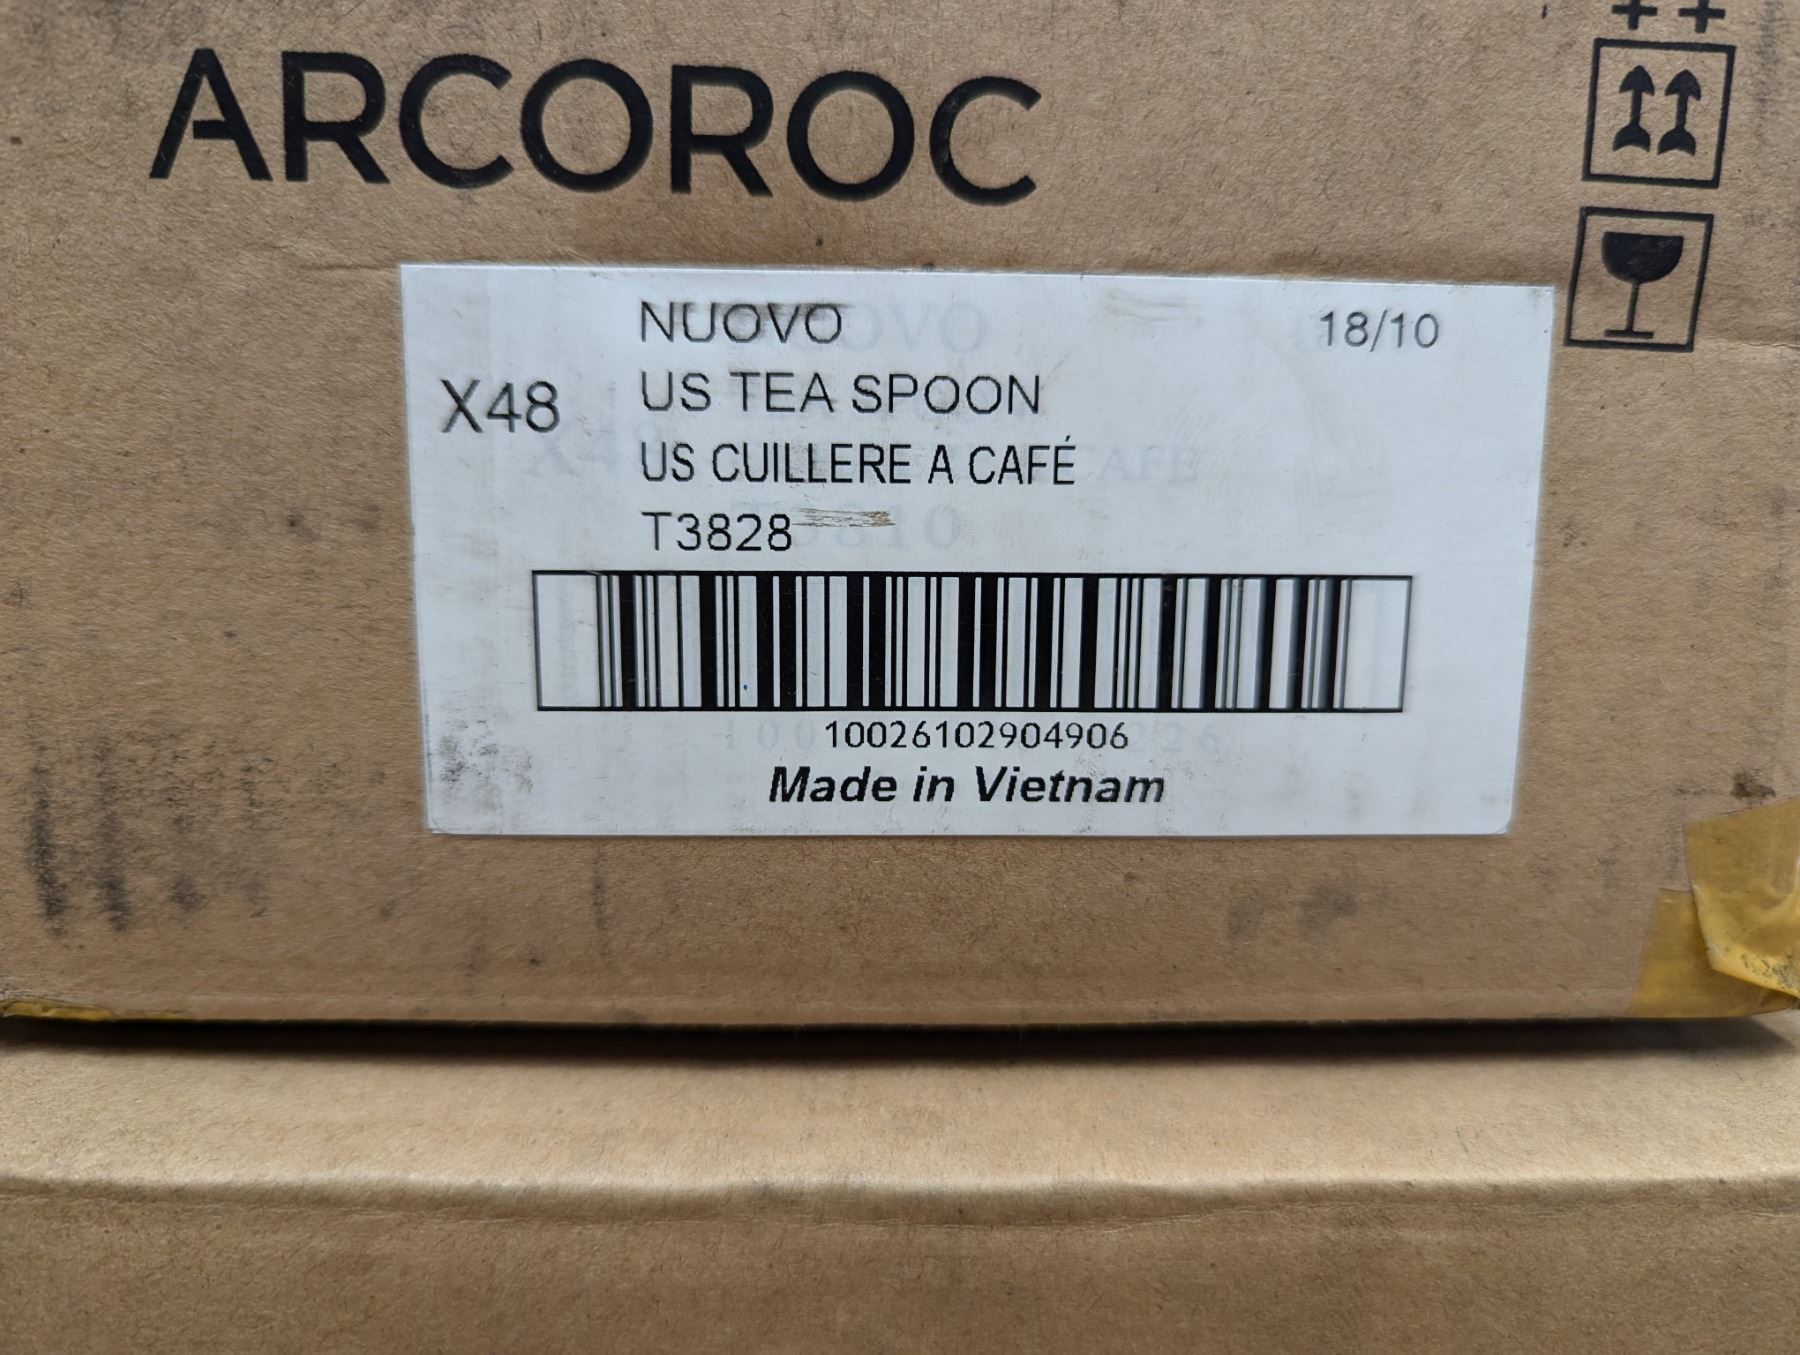 ARCOROC
NUOVO 18/10
X48
US TEA SPOON
US CUILLERE A CAFÉ
T3828
10026102904906
Made in Vietnam